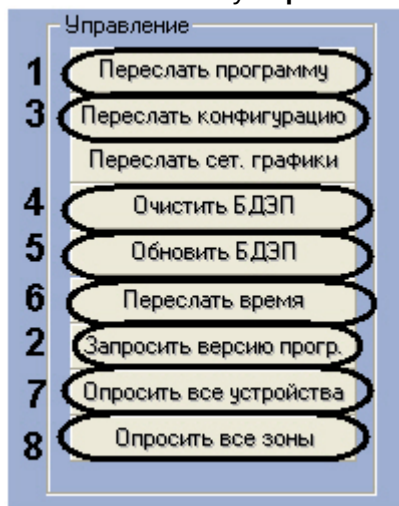 Управление
1 Переслать программу
3 Переслать конфигурацию
Переслать сет. графики
4 Очистить БДЭП
5 Обновить БДЭП
6 Переслать время
2 Запросить версию прогр.
7 Опросить все устройства
8 Опросить все зоны